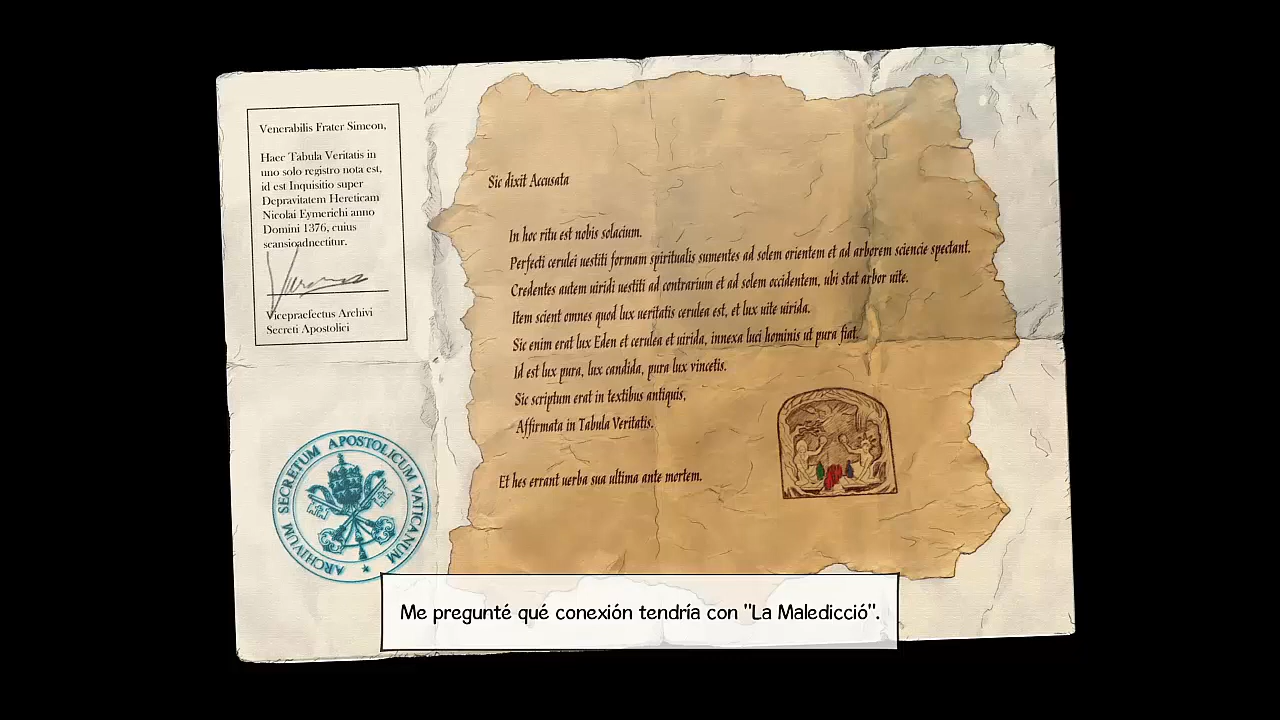 Venerabilis Frater Simeon,
Haec Tabula Veritatis in
uno solo registro nota est,
id est Inquisitio super
Depravitatem Hereticam
Nicolai Eymerichi anno
Domini 1376, cuius
scansioadnectitur.
Vicepraefectus Archivi
Secreti Apostolici
ARCHIVUM SECRETUM APOSTOLICUM VATICANUM
Sic dixit Accusata
In hoc ritu est nobis solacium.
Perfecti cerulei uestiti formam spiritualis sumentes ad solem orientem et ad arborem sciencie spectant.
Credentes autem uiridi uestiti ad contrarium et ad solem occidentem, ubi stat arbor uite.
Item scient omnes quod lux ueritatis cerulea est, et lux uite uirida.
Sic enim erat lux Eden et cerulea et uirida, innexa luci hominis ut pura fiat.
Id est lux pura, lux candida, pura lux vincetis.
Sic scriptum erat in textibus antiquis,
Affirmata in Tabula Veritatis.
Et hes errant uerba sua ultima ante mortem.
Me pregunté qué conexión tendría con "La Maledicció".